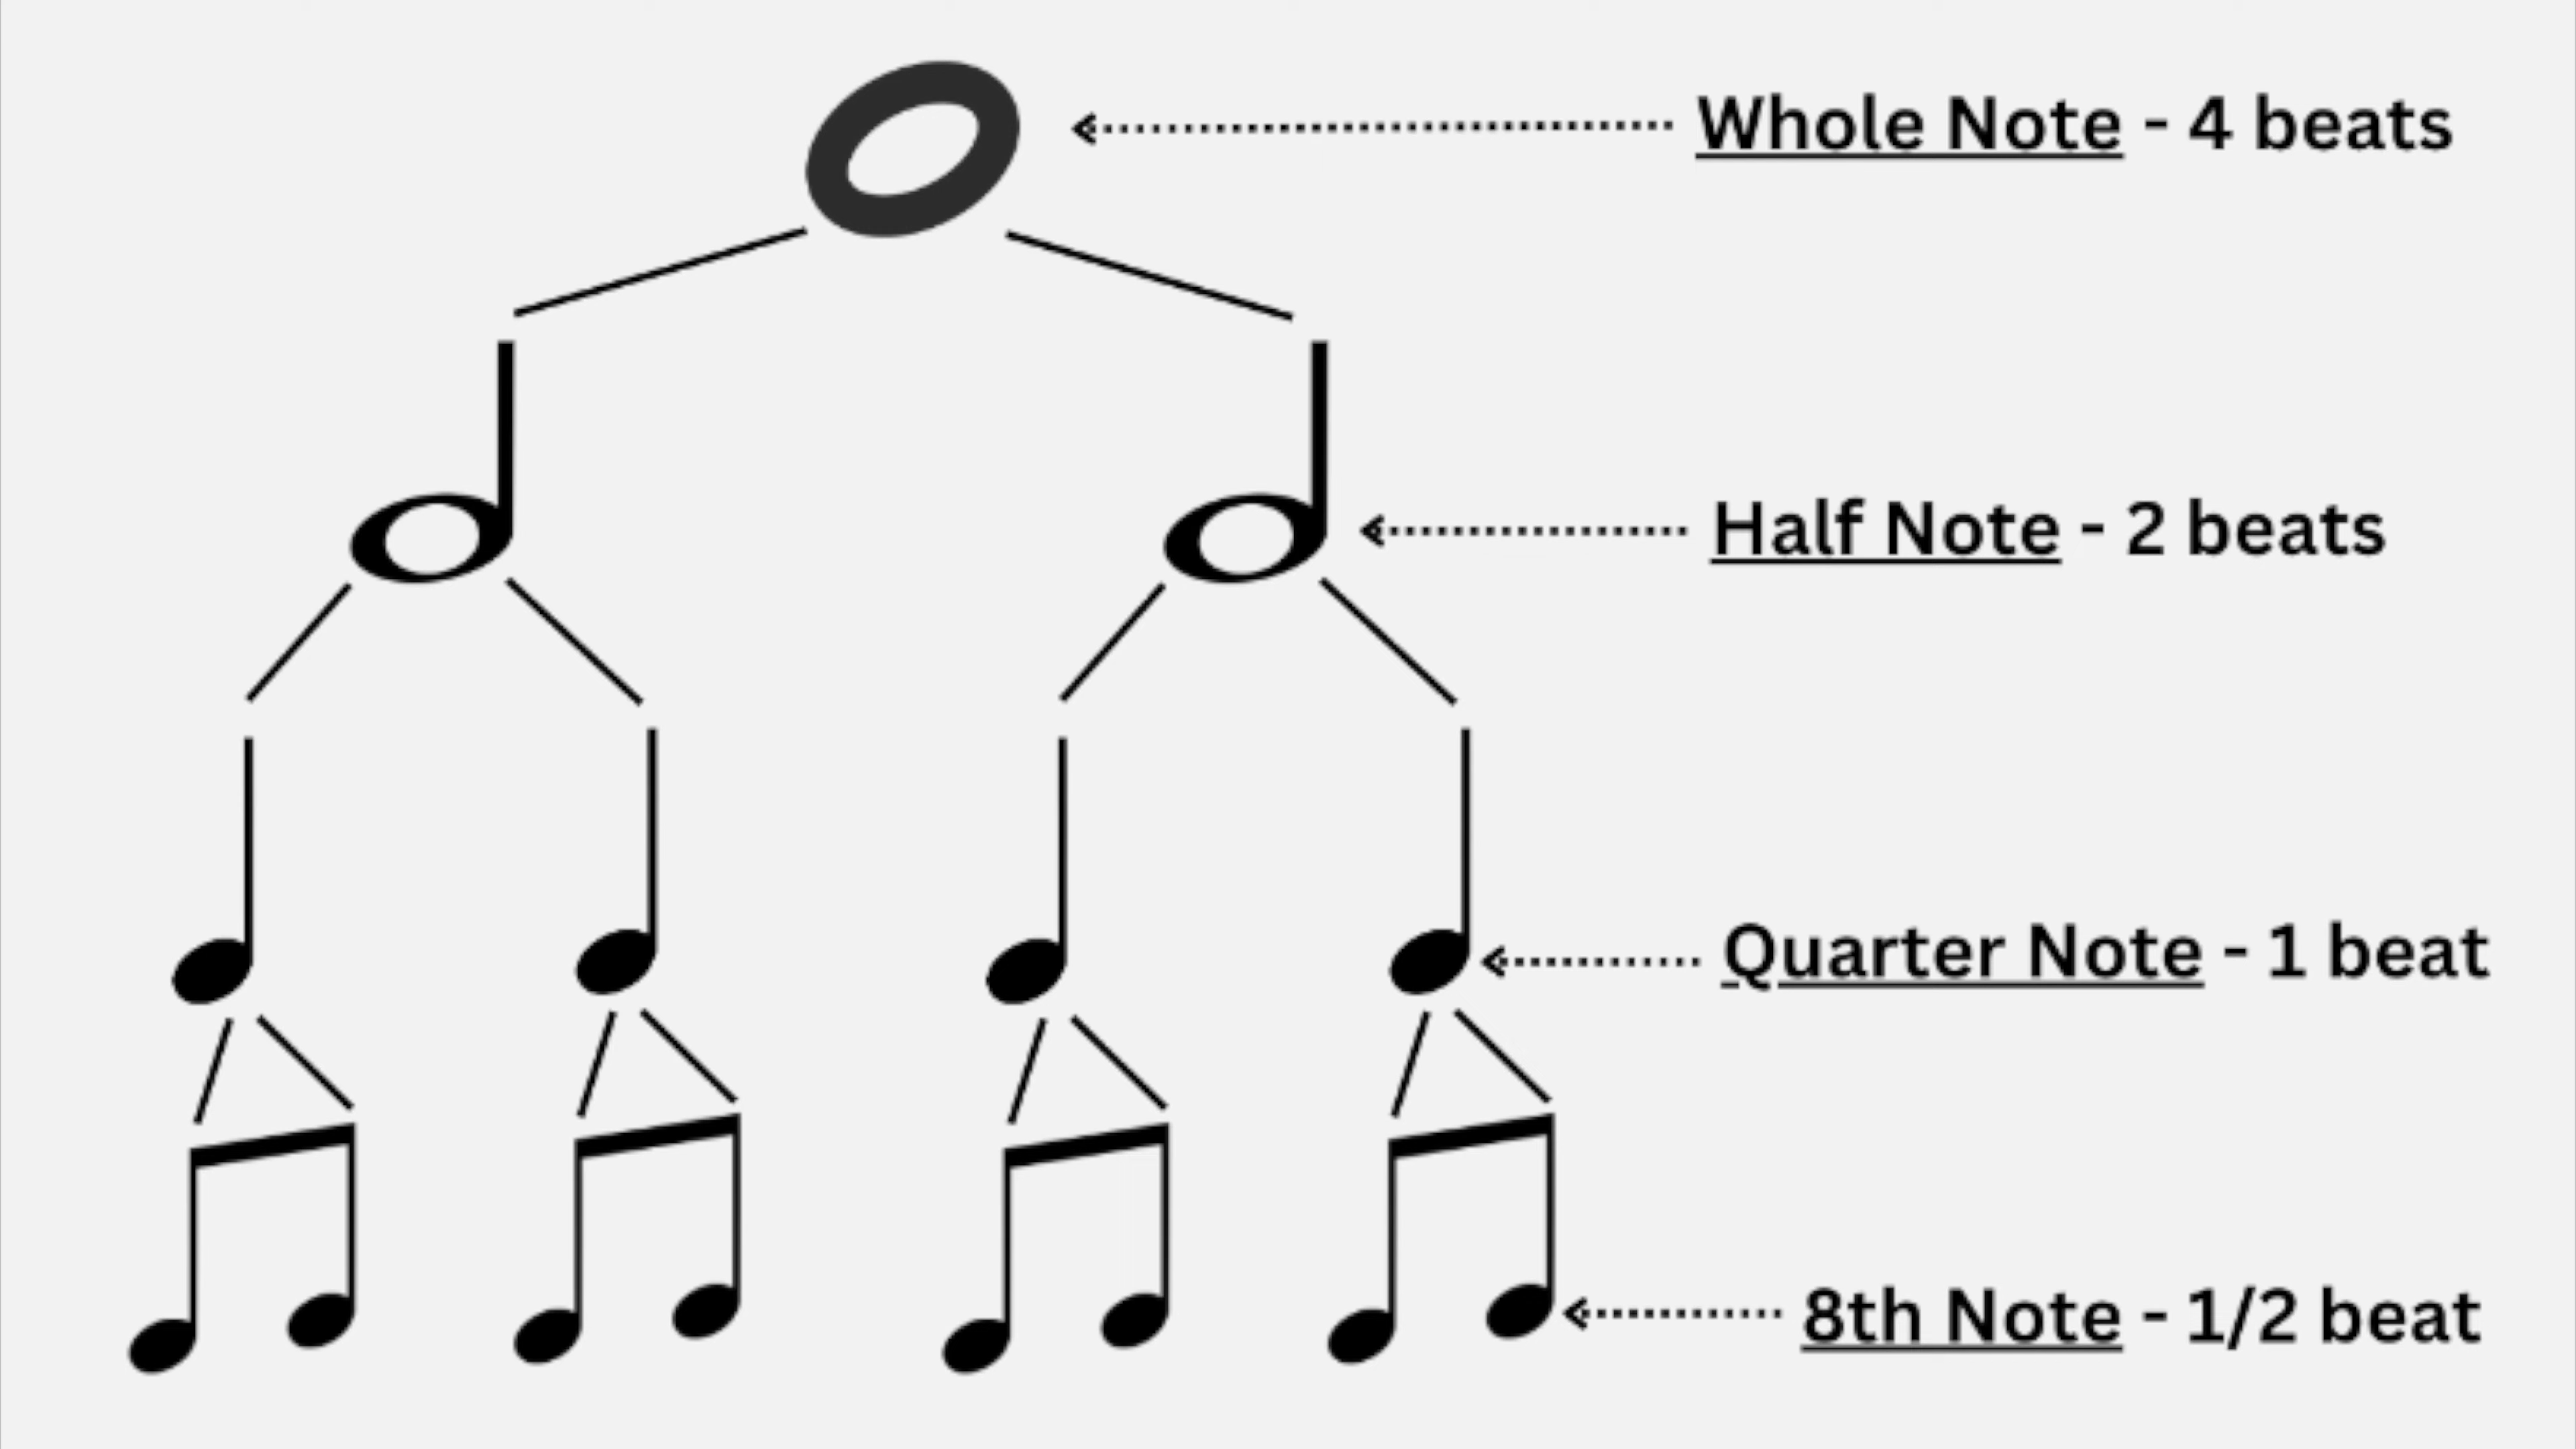 Whole Note - 4 beats
Half Note - 2 beats
Quarter Note - 1 beat
8th Note - 1/2 beat